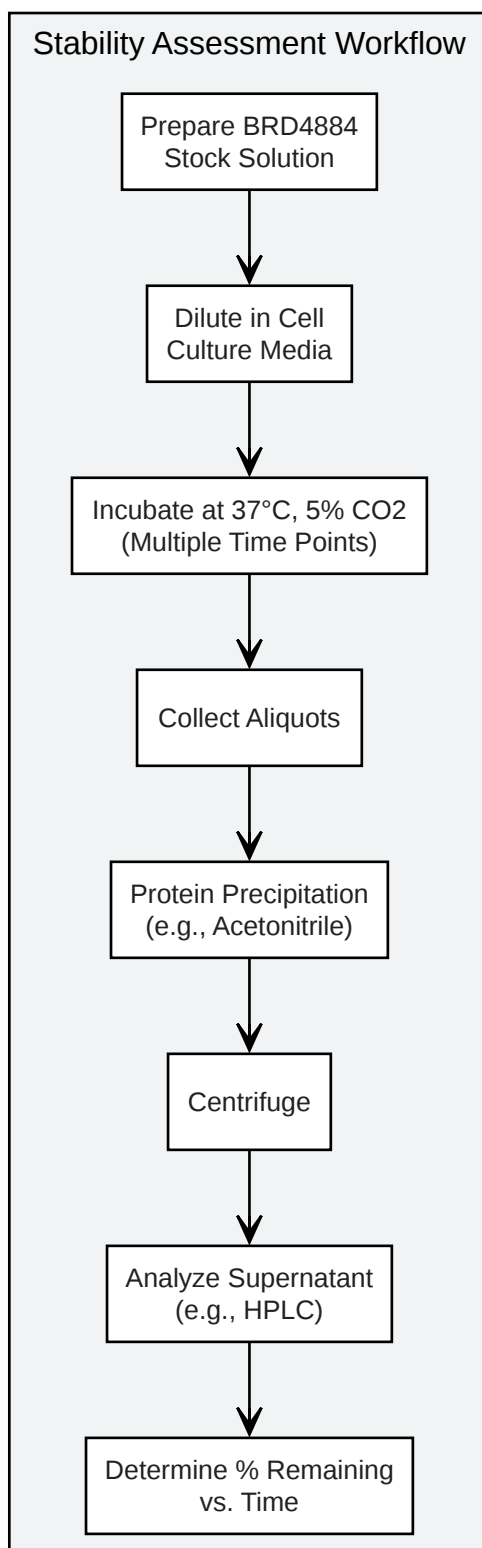 Stability Assessment Workflow
Prepare BRD4884
Stock Solution
Dilute in Cell
Culture Media
Incubate at 37°C, 5% CO2
(Multiple Time Points)
Collect Aliquots
Protein Precipitation
(e.g., Acetonitrile)
Centrifuge
Analyze Supernatant
(e.g., HPLC)
Determine % Remaining
vs. Time